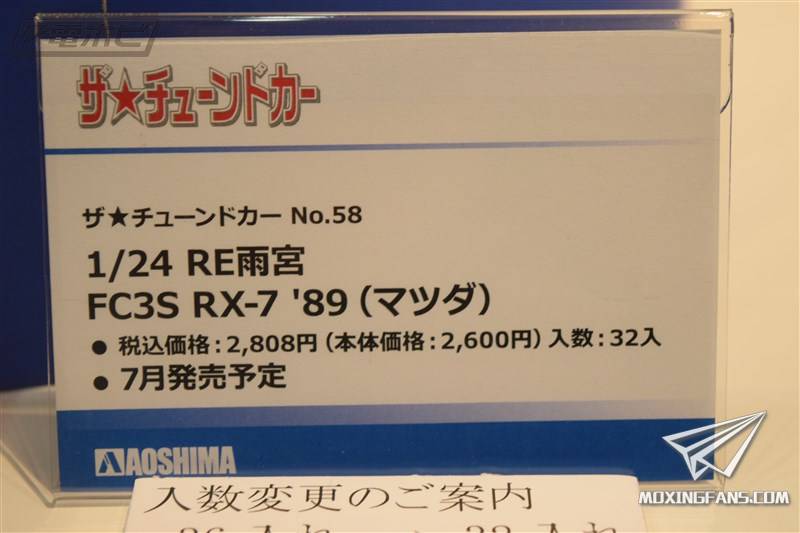 電ホビ
ザ★チューンドカー
ザ★チューンドカー No.58
1/24 RE雨宮
FC3S RX-7 '89（マツダ）
● 税込価格：2,808円（本体価格：2,600円）入数：32入
● 7月発売予定
AOSHIMA
入数変更のご案内
MOXINGFANS.COM